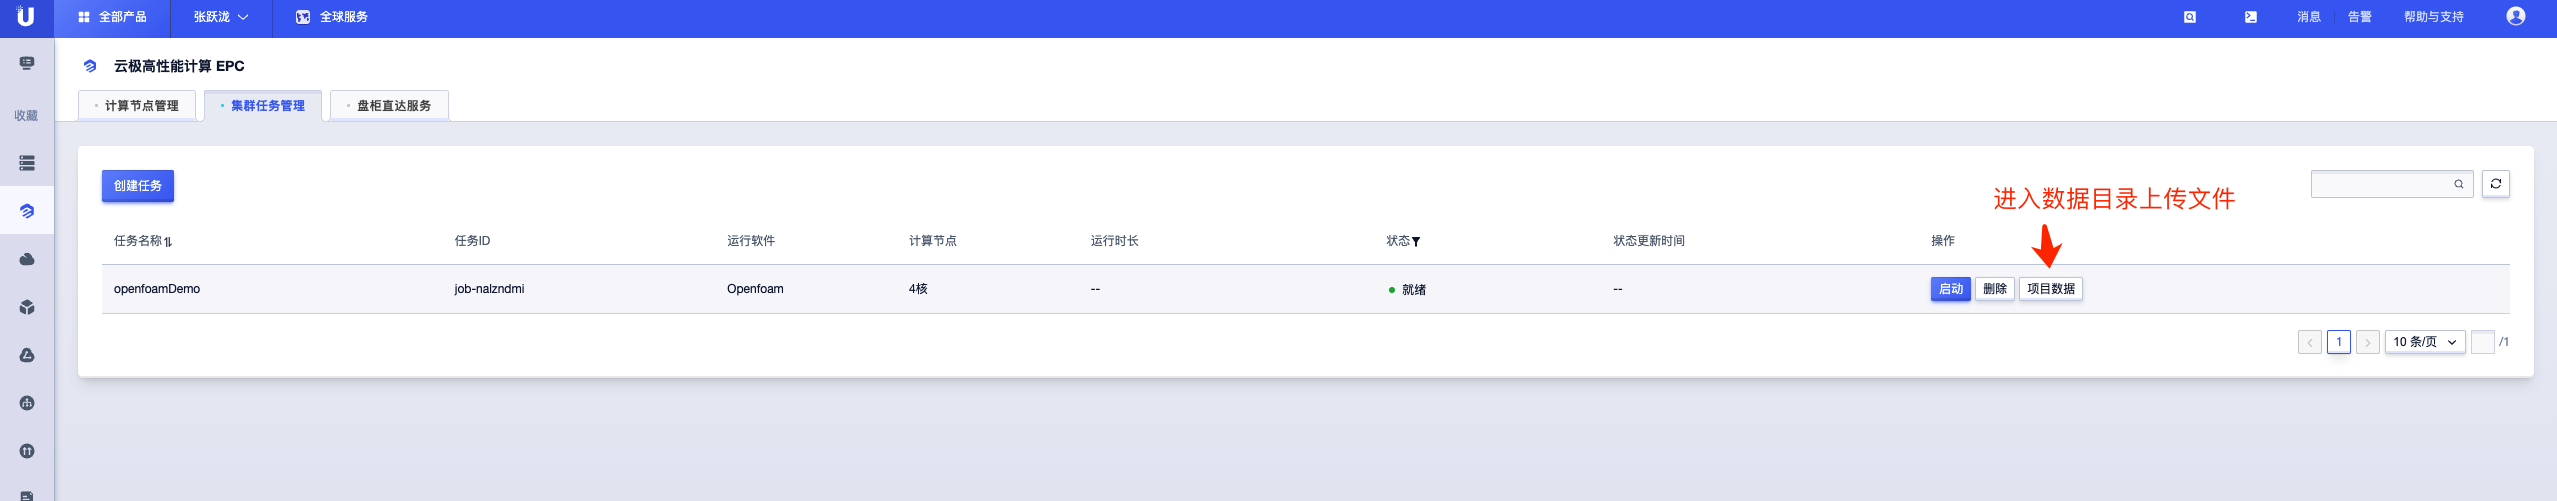 全部产品 张跃泷 全球服务 消息 告警 帮助与支持
云极高性能计算 EPC
计算节点管理 集群任务管理 盘柜直达服务
收藏
创建任务
进入数据目录上传文件
任务名称 任务ID 运行软件 计算节点 运行时长 状态 状态更新时间 操作
openfoamDemo job-nalzndmi Openfoam 4核 -- 就绪 -- 启动 删除 项目数据
1 10 条/页 /1